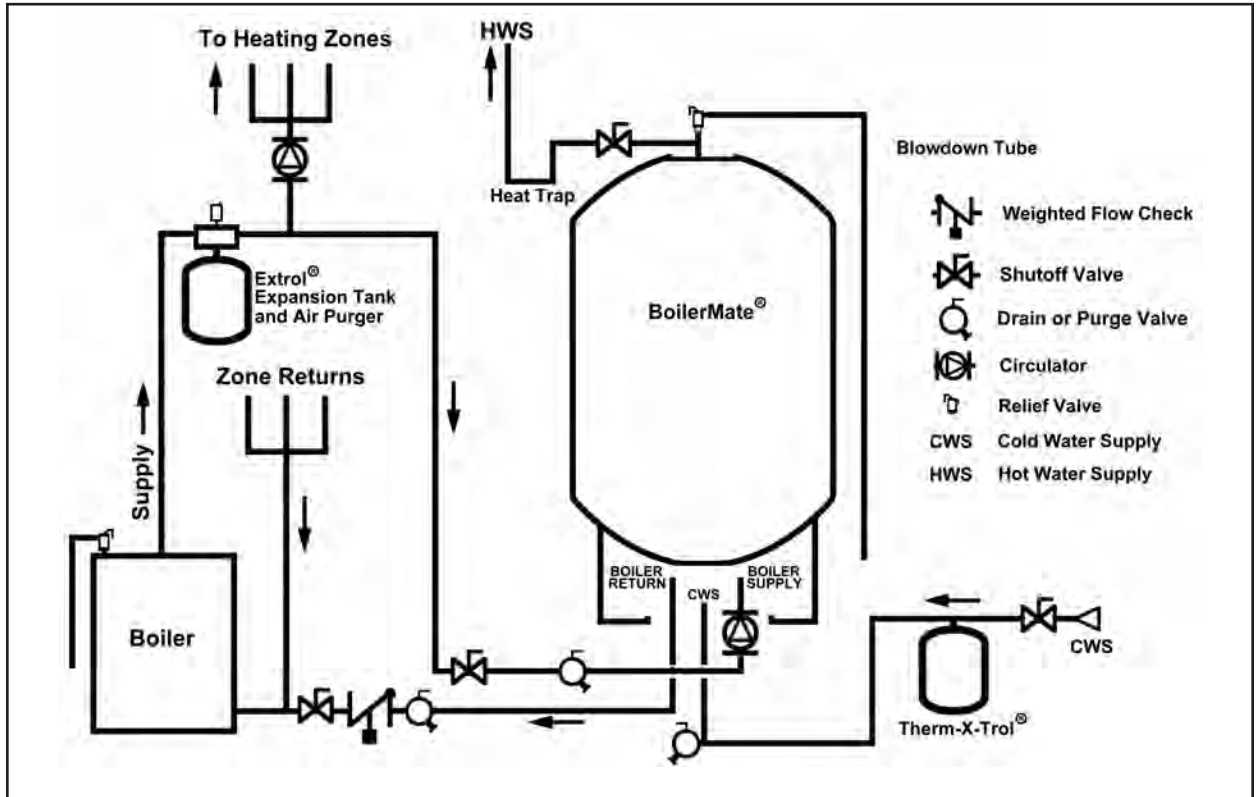 To Heating Zones
HWS
Heat Trap
Blowdown Tube
Weighted Flow Check
Shutoff Valve
Drain or Purge Valve
Circulator
Relief Valve
CWS Cold Water Supply
HWS Hot Water Supply
Extrol®
Expansion Tank
and Air Purger
BoilerMate®
Zone Returns
Supply
Boiler
BOILER
RETURN
CWS
BOILER
SUPPLY
CWS
Therm-X-Trol®